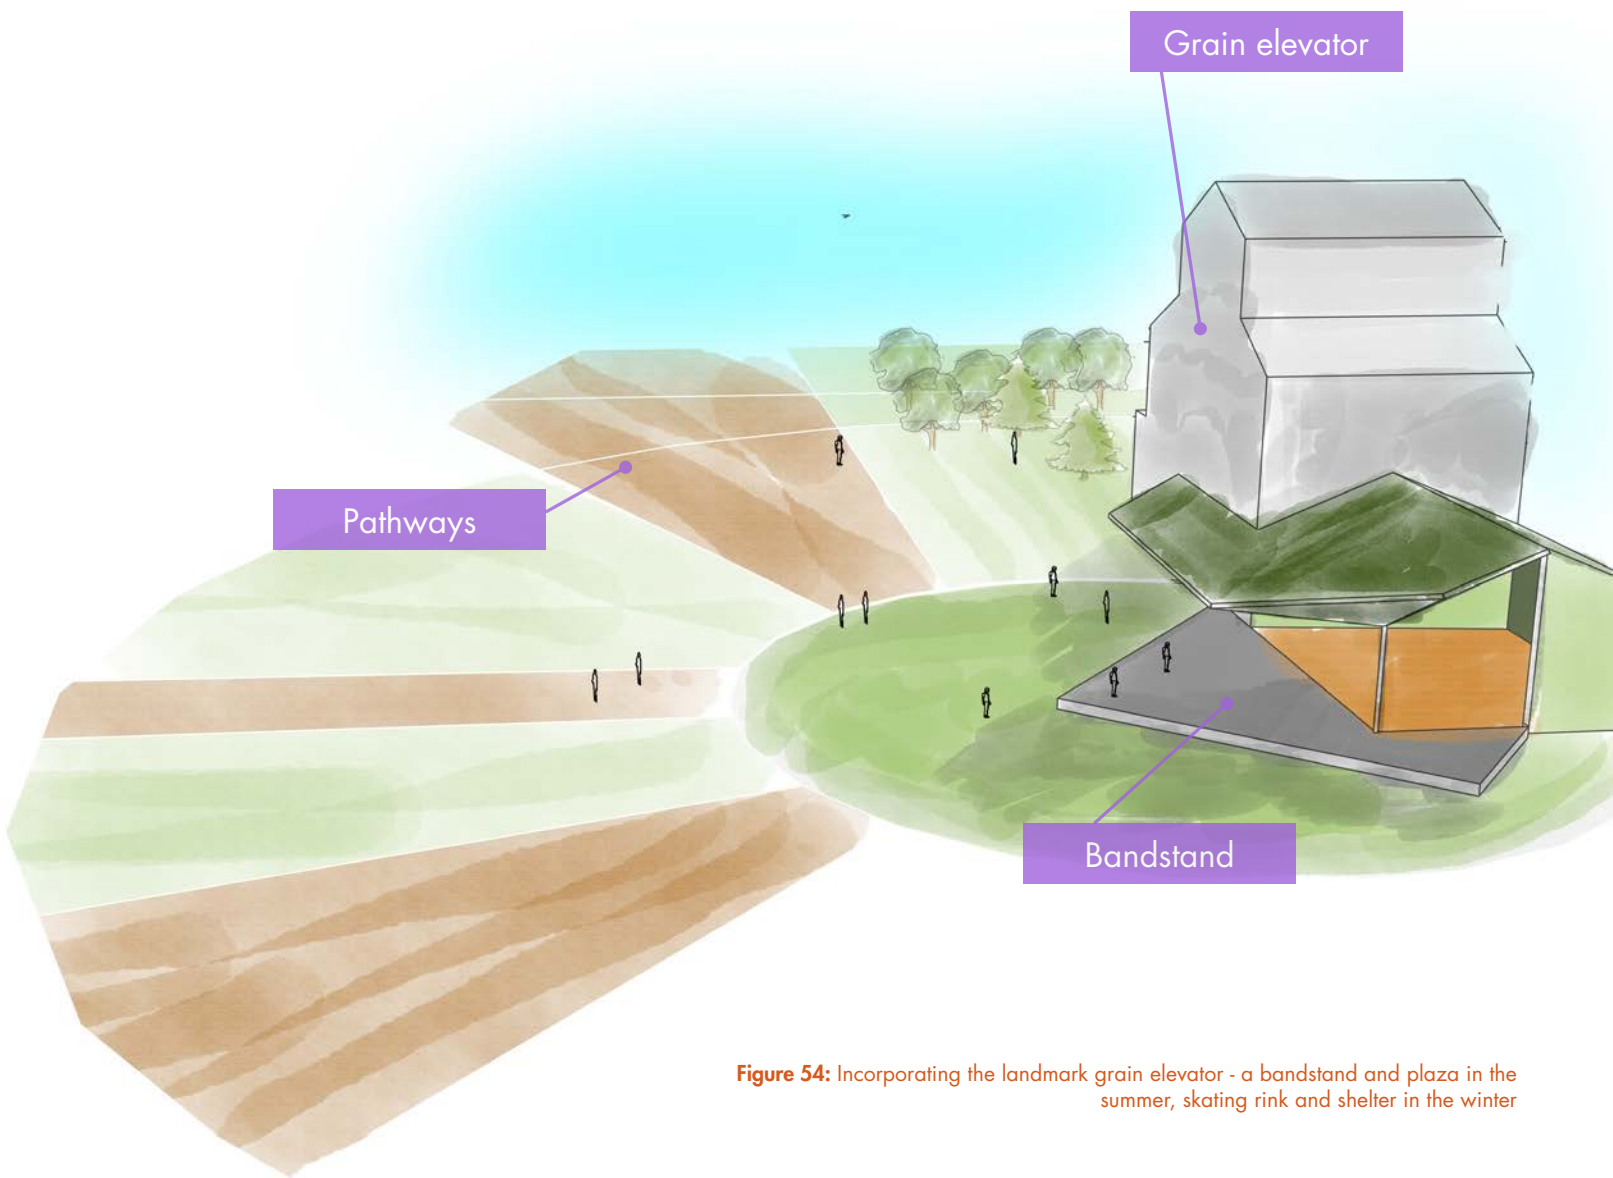 Grain elevator
Pathways
Bandstand
Figure 54: Incorporating the landmark grain elevator - a bandstand and plaza in the
summer, skating rink and shelter in the winter